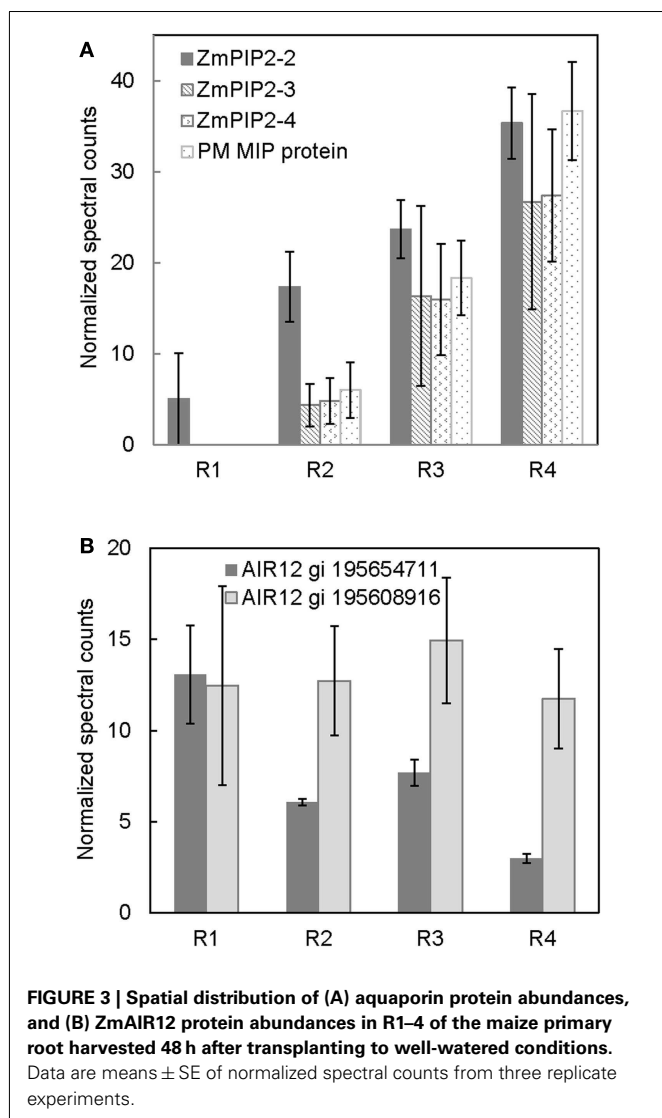 A
ZmPIP2-2
ZmPIP2-3
ZmPIP2-4
PM MIP protein
Normalized spectral counts
40
30
20
10
0
R1
R2
R3
R4
B
AIR12 gi 195654711
AIR12 gi 195608916
Normalized spectral counts
20
15
10
5
0
R1
R2
R3
R4
FIGURE 3 | Spatial distribution of (A) aquaporin protein abundances,
and (B) ZmAIR12 protein abundances in R1–4 of the maize primary
root harvested 48 h after transplanting to well-watered conditions.
Data are means ± SE of normalized spectral counts from three replicate
experiments.